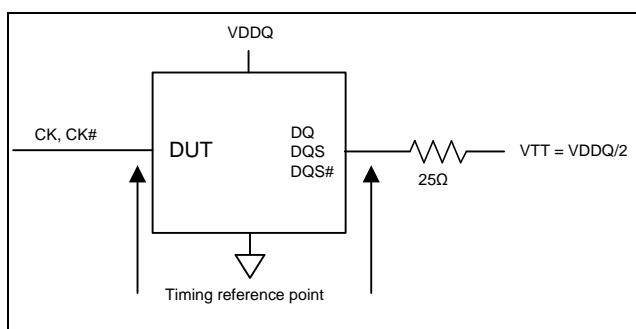 VDDQ
CK, CK#
DUT
DQ
DQS
DQS#
VTT = VDDQ/2
25Ω
Timing reference point